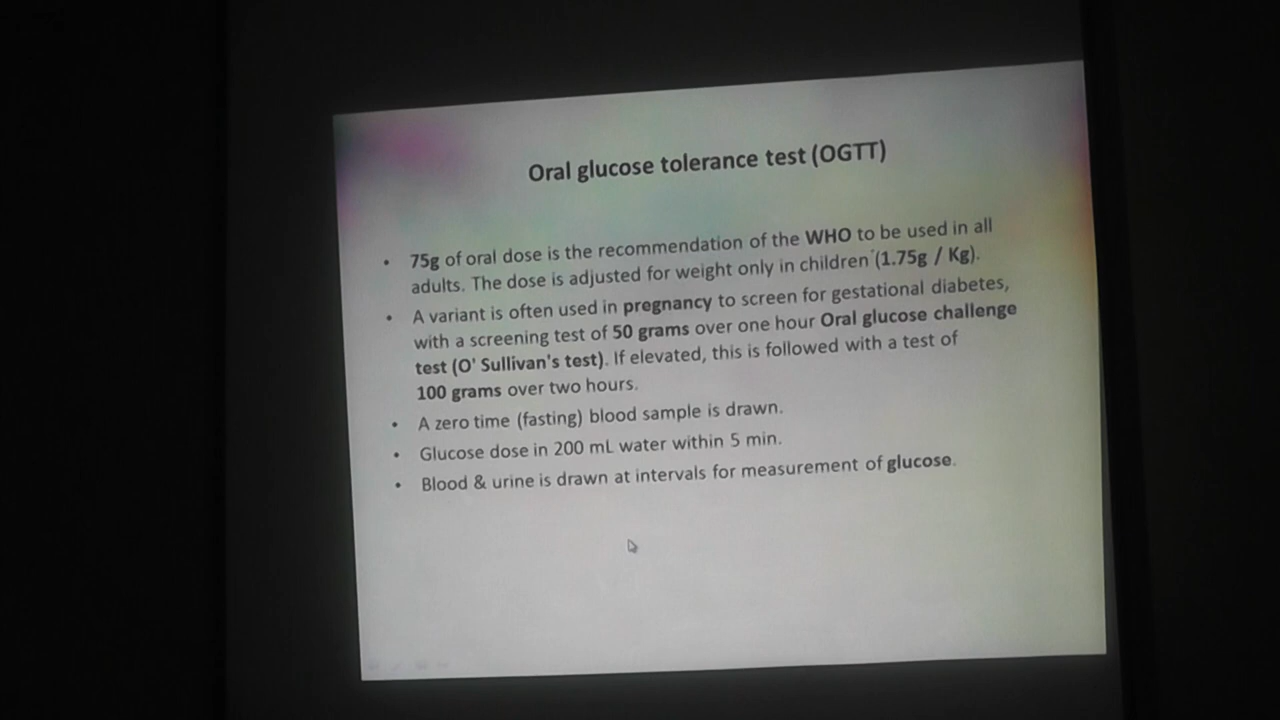 Oral glucose tolerance test (OGTT)
• 75g of oral dose is the recommendation of the WHO to be used in all
adults. The dose is adjusted for weight only in children (1.75g / Kg).
• A variant is often used in pregnancy to screen for gestational diabetes,
with a screening test of 50 grams over one hour Oral glucose challenge
test (O' Sullivan's test). If elevated, this is followed with a test of
100 grams over two hours.
• A zero time (fasting) blood sample is drawn.
• Glucose dose in 200 mL water within 5 min.
• Blood & urine is drawn at intervals for measurement of glucose.